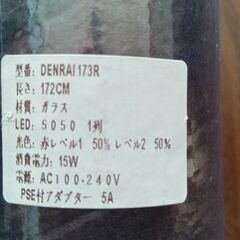 型番: DENRAI173R
長さ: 172CM
材質: ガラス
LED: 5050 1列
光色: 赤レベル1 50% レベル2 50%
消費電力: 15W
電源: AC100-240V
PSE付アダプター 5A